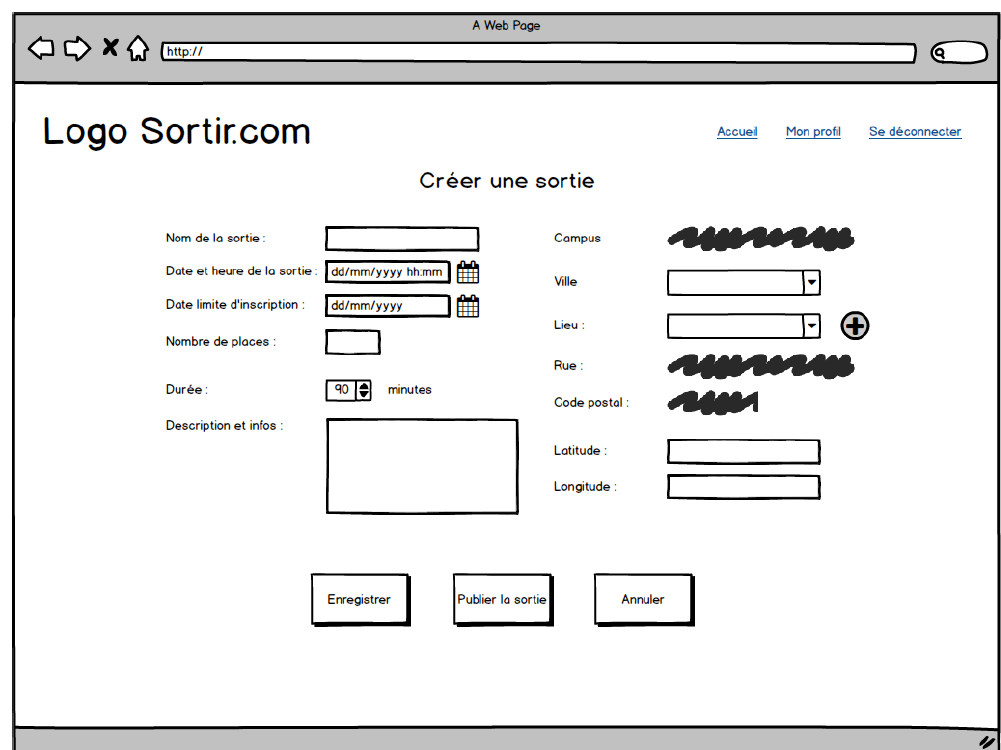 A Web Page
http://
Logo Sortir.com
Accueil Mon profil Se déconnecter
Créer une sortie
Nom de la sortie :
Date et heure de la sortie : dd/mm/yyyy hh:mm
Date limite d'inscription : dd/mm/yyyy
Nombre de places :
Durée : 90 minutes
Description et infos :
Campus
Ville
Lieu :
Rue :
Code postal :
Latitude :
Longitude :
Enregistrer
Publier la sortie
Annuler